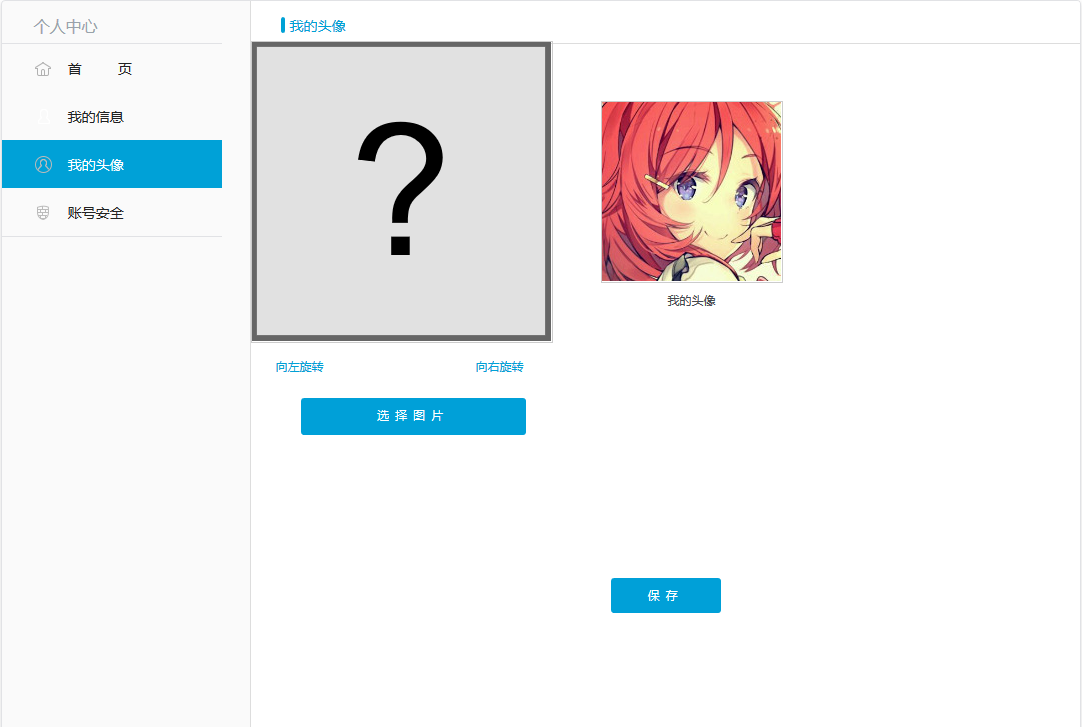 个人中心
首 页
我的信息
我的头像
账号安全
我的头像
?
向左旋转 向右旋转
选择图片
我的头像
保存